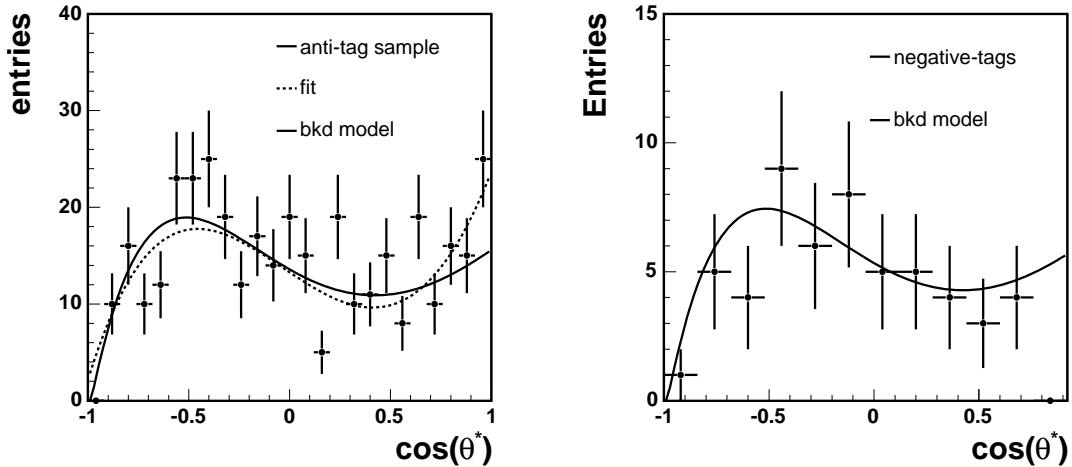 entries
40
30
20
10
0
anti-tag sample
fit
bkd model
-1
-0.5
0
0.5
1
cos(θ*)
Entries
15
10
5
0
negative-tags
bkd model
-1
-0.5
0
0.5
cos(θ*)